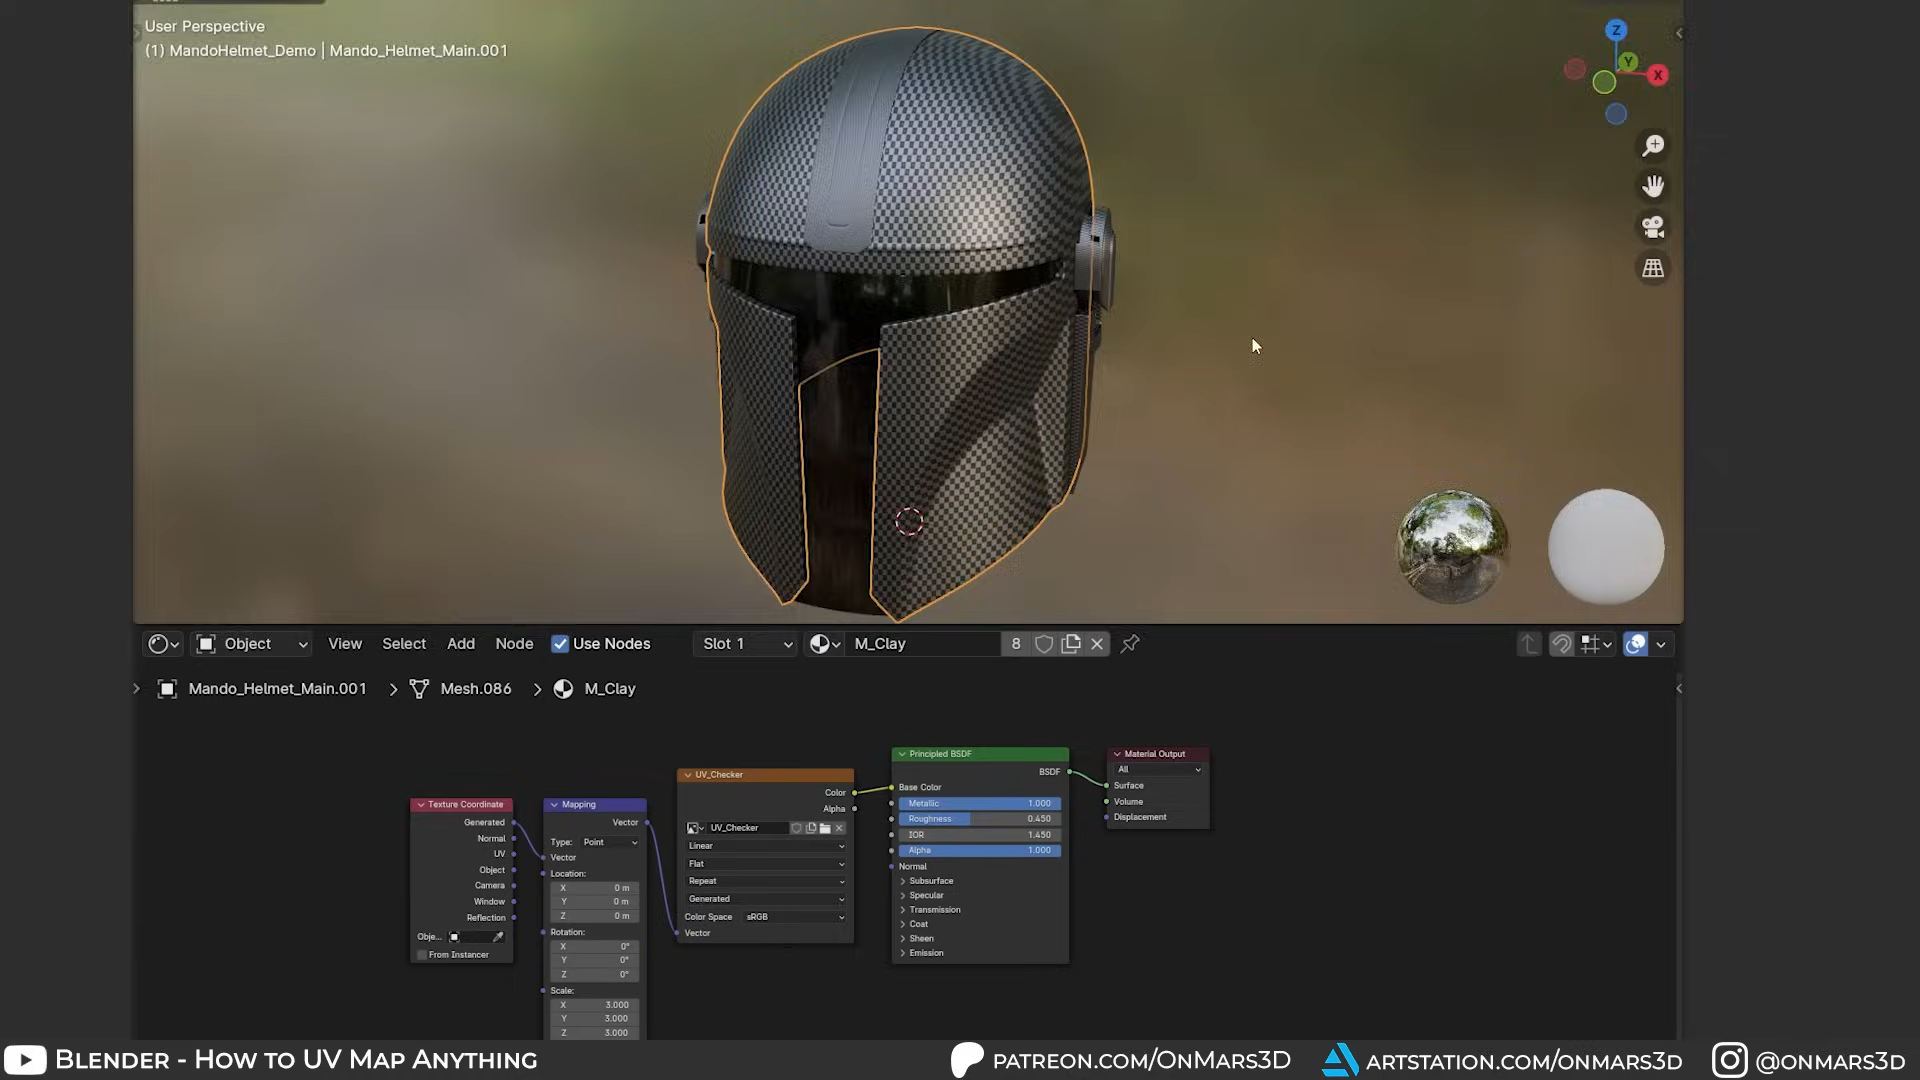 User Perspective
(1) MandoHelmet_Demo | Mando_Helmet_Main.001
Z
Y
X
Object
View
Select
Add
Node
Use Nodes
Slot 1
M_Clay
8
Mando_Helmet_Main.001
Mesh.086
M_Clay
Texture Coordinate
Generated
Normal
UV
Object
Camera
Window
Reflection
Obje...
From Instancer
Mapping
Vector
Type: Point
Vector
Location:
X 0 m
Y 0 m
Z 0 m
Rotation:
X 0°
Y 0°
Z 0°
Scale:
X 3.000
Y 3.000
Z 3.000
UV_Checker
Color
Alpha
UV_Checker
Linear
Flat
Repeat
Generated
Color Space sRGB
Vector
Principled BSDF
BSDF
Base Color
Metallic 1.000
Roughness 0.450
IOR 1.450
Alpha 1.000
Normal
Subsurface
Specular
Transmission
Coat
Sheen
Emission
Material Output
All
Surface
Volume
Displacement
Blender - How to UV Map Anything
patreon.com/OnMars3D
artstation.com/onmars3d
@onmars3d